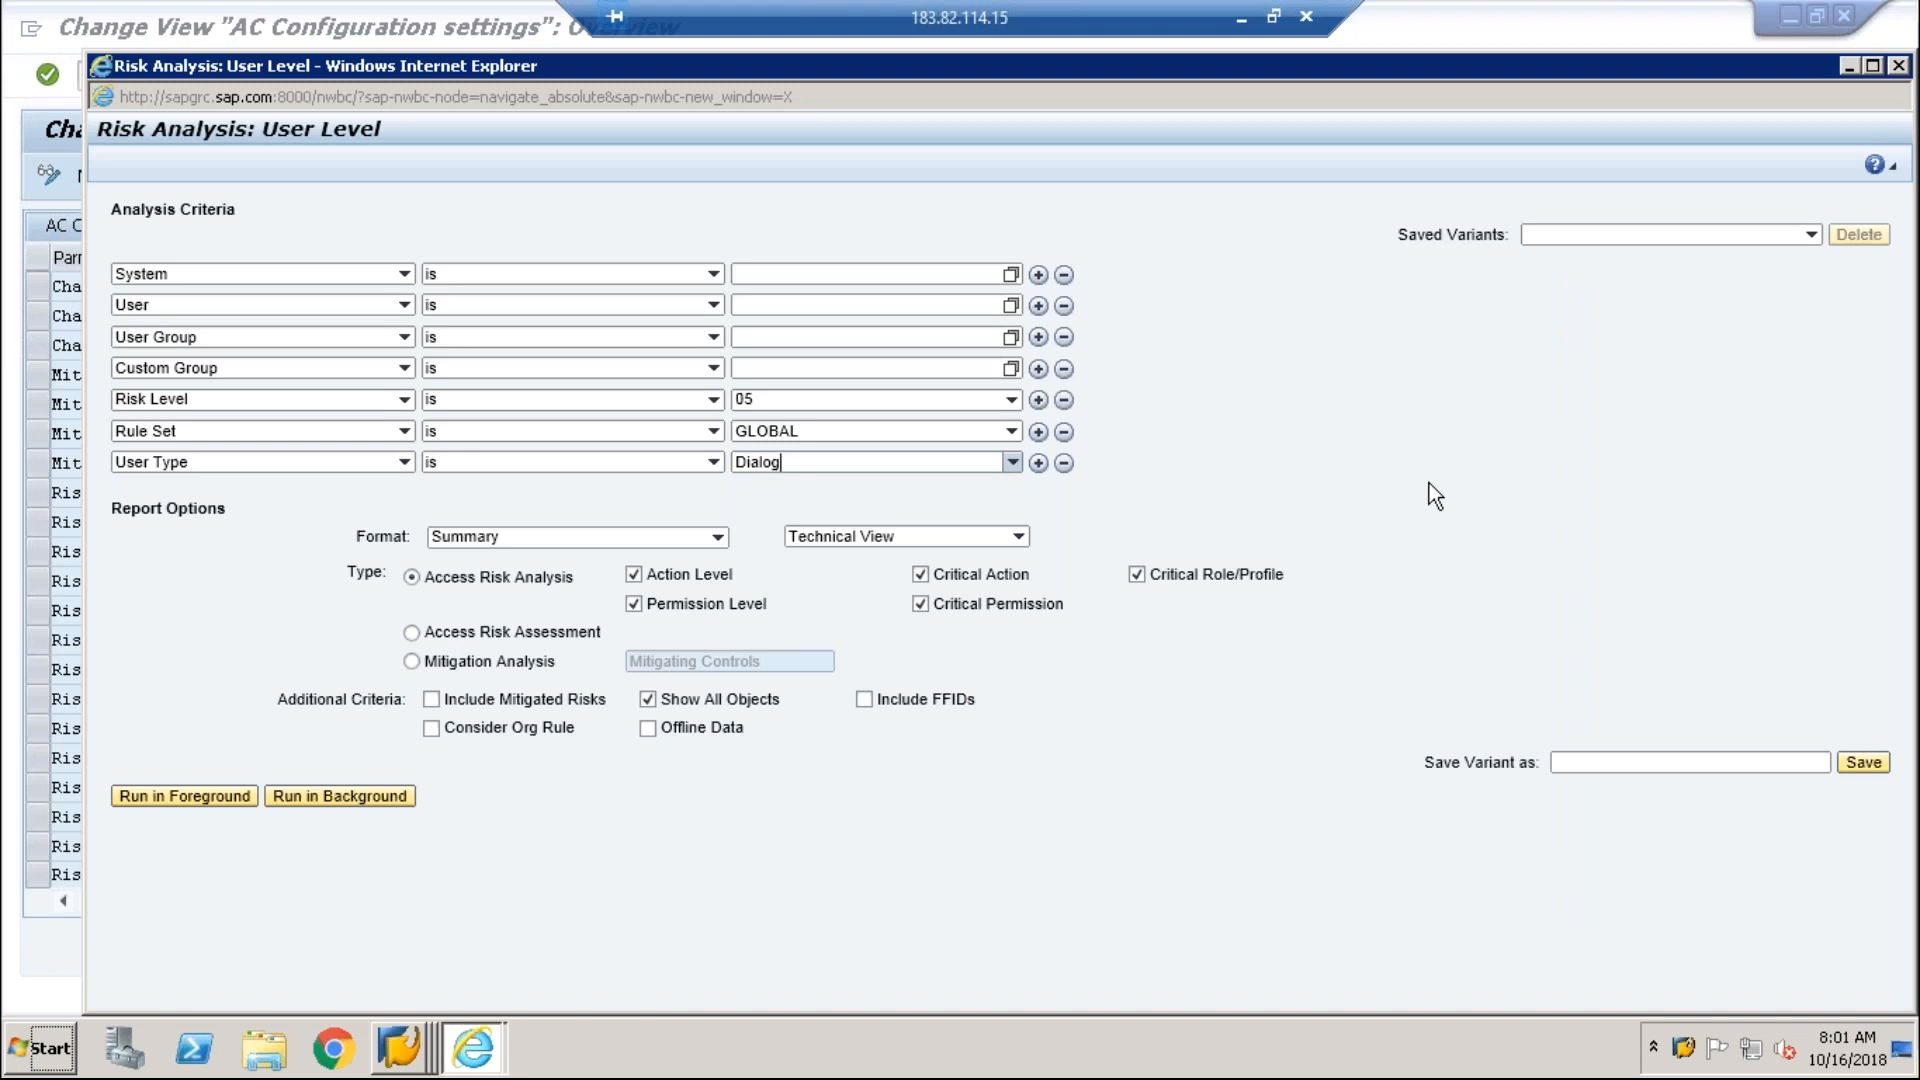 Change View "AC Configuration settings": Overview
183.82.114.15
Risk Analysis: User Level - Windows Internet Explorer
http://sapgrc.sap.com:8000/nwbc/?sap-nwbc-node=navigate_absolute&sap-nwbc-new_window=X
Cha
Risk Analysis: User Level
Analysis Criteria
AC C
Saved Variants:
Delete
Parm
System is
Cha
User is
Cha
User Group is
Cha
Custom Group is
Mit
Risk Level is 05
Mit
Rule Set is GLOBAL
Mit
User Type is Dialog
Mit
Ris
Report Options
Ris
Format: Summary Technical View
Ris
Type: Access Risk Analysis Action Level Critical Action Critical Role/Profile
Ris
Permission Level Critical Permission
Ris
Access Risk Assessment
Ris
Mitigation Analysis Mitigating Controls
Ris
Additional Criteria: Include Mitigated Risks Show All Objects Include FFIDs
Ris
Consider Org Rule Offline Data
Ris
Save Variant as: Save
Ris
Run in Foreground Run in Background
Ris
Ris
Ris
Ris
Start
8:01 AM
10/16/2018